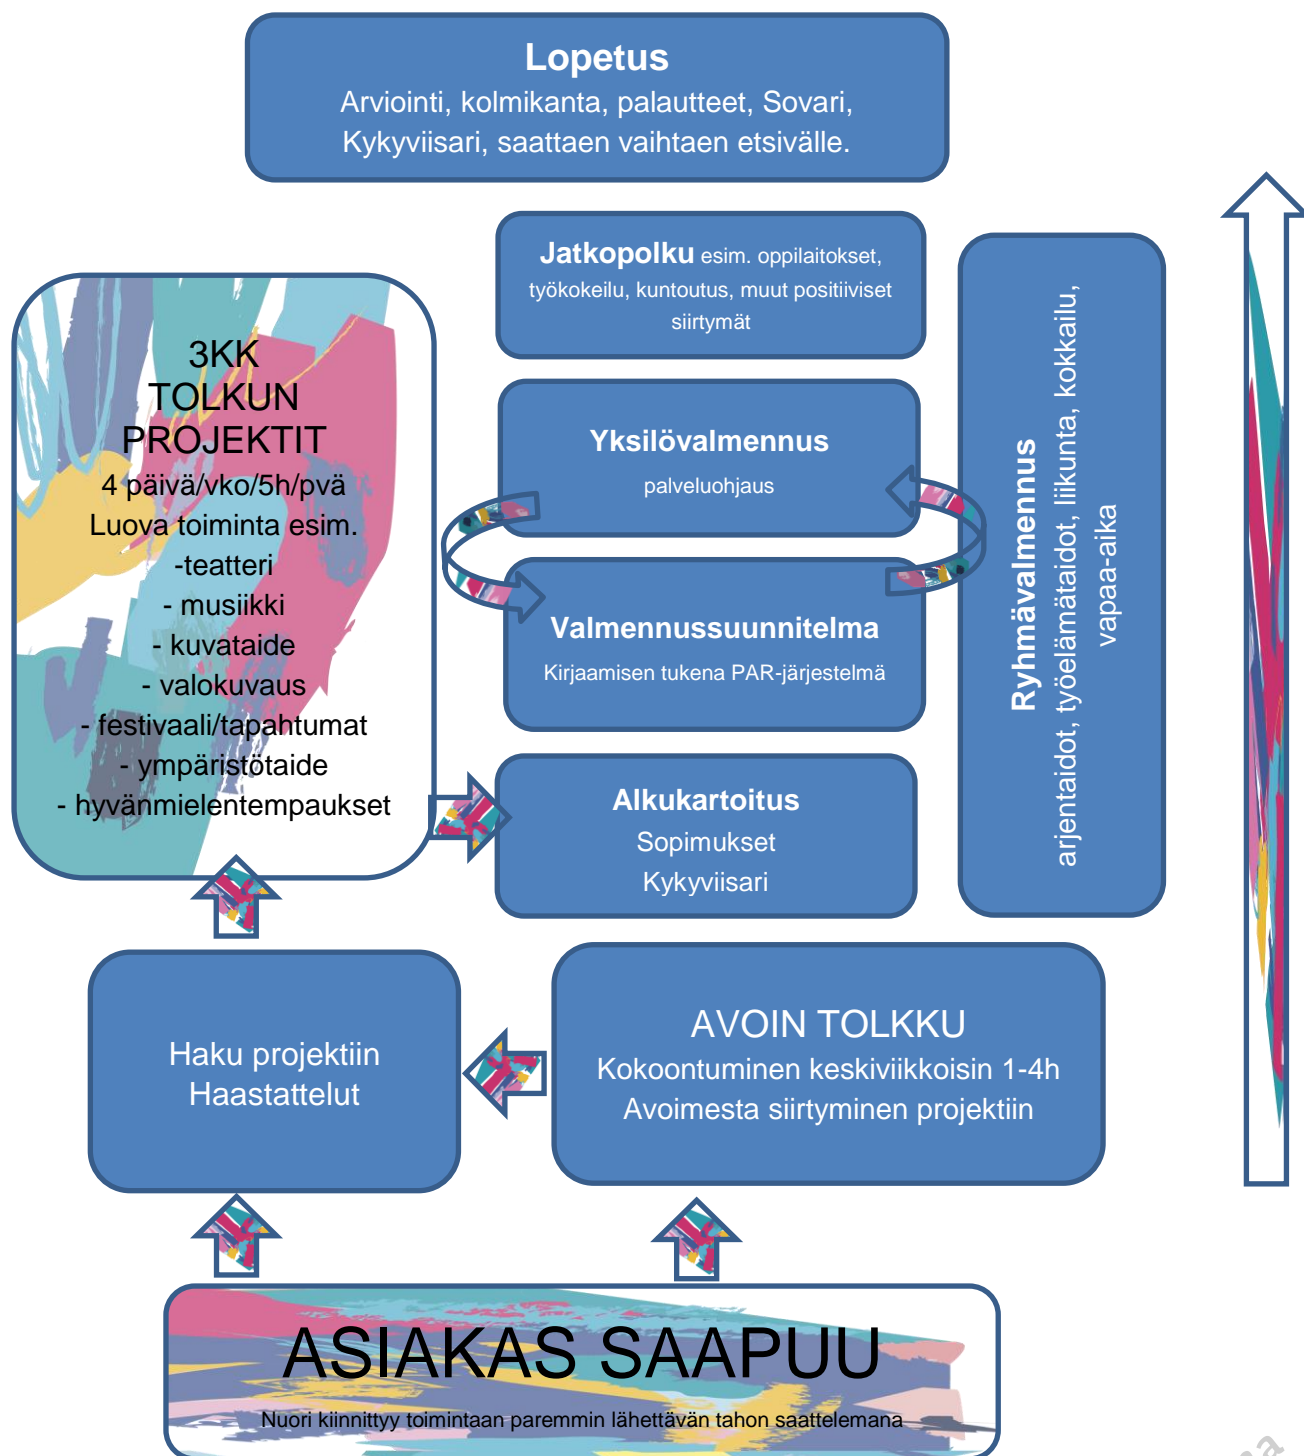 Lopetus
Arviointi, kolmikanta, palautteet, Sovari,
Kykyviisari, saattaen vaihtaen etsivälle.
Jatkopolku esim. oppilaitokset,
työkokeilu, kuntoutus, muut positiiviset
siirtymät
3KK
TOLKUN
PROJEKTIT
4 päivä/vko/5h/pvä
Luova toiminta esim.
-teatteri
- musiikki
- kuvataide
- valokuvaus
- festivaali/tapahtumat
- ympäristötaide
- hyvänmielentempaukset
Yksilövalmennus
palveluohjaus
Valmennussuunnitelma
Kirjaamisen tukena PAR-järjestelmä
Ryhmävalmennus
arjentaidot, työelämätaidot, liikunta, kokkailu,
vapaa-aika
Alkukartoitus
Sopimukset
Kykyviisari
Haku projektiin
Haastattelut
AVOIN TOLKKU
Kokoontuminen keskiviikkoisin 1-4h
Avoimesta siirtyminen projektiin
ASIAKAS SAAPUU
Nuori kiinnittyy toimintaan paremmin lähettävän tahon saattelemana